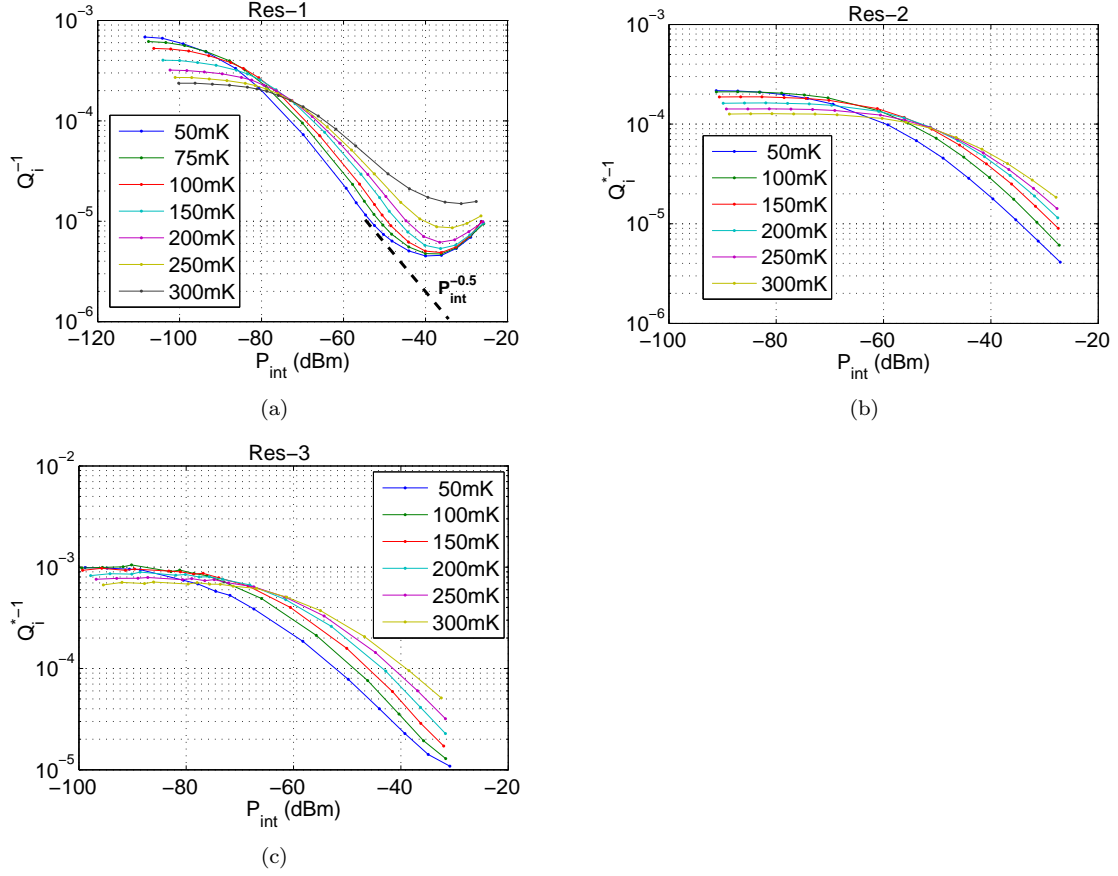 Res−1
10^−3
10^−4
10^−5
10^−6
Q_i^−1
50mK
75mK
100mK
150mK
200mK
250mK
300mK
P_int^−0.5
−120 −100 −80 −60 −40 −20
P_int (dBm)
(a)
Res−2
10^−3
10^−4
10^−5
10^−6
Q_i^*−1
50mK
100mK
150mK
200mK
250mK
300mK
−100 −80 −60 −40 −20
P_int (dBm)
(b)
Res−3
10^−2
10^−3
10^−4
10^−5
Q_i^*−1
50mK
100mK
150mK
200mK
250mK
300mK
−100 −80 −60 −40 −20
P_int (dBm)
(c)